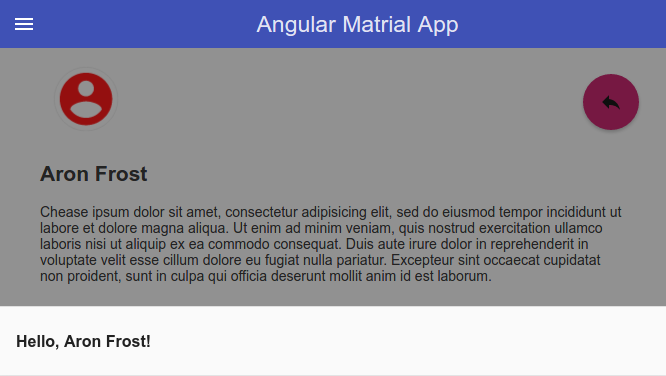 Angular Matrial App
Aron Frost
Chease ipsum dolor sit amet, consectetur adipisicing elit, sed do eiusmod tempor incididunt ut
labore et dolore magna aliqua. Ut enim ad minim veniam, quis nostrud exercitation ullamco
laboris nisi ut aliquip ex ea commodo consequat. Duis aute irure dolor in reprehenderit in
voluptate velit esse cillum dolore eu fugiat nulla pariatur. Excepteur sint occaecat cupidatat
non proident, sunt in culpa qui officia deserunt mollit anim id est laborum.
Hello, Aron Frost!